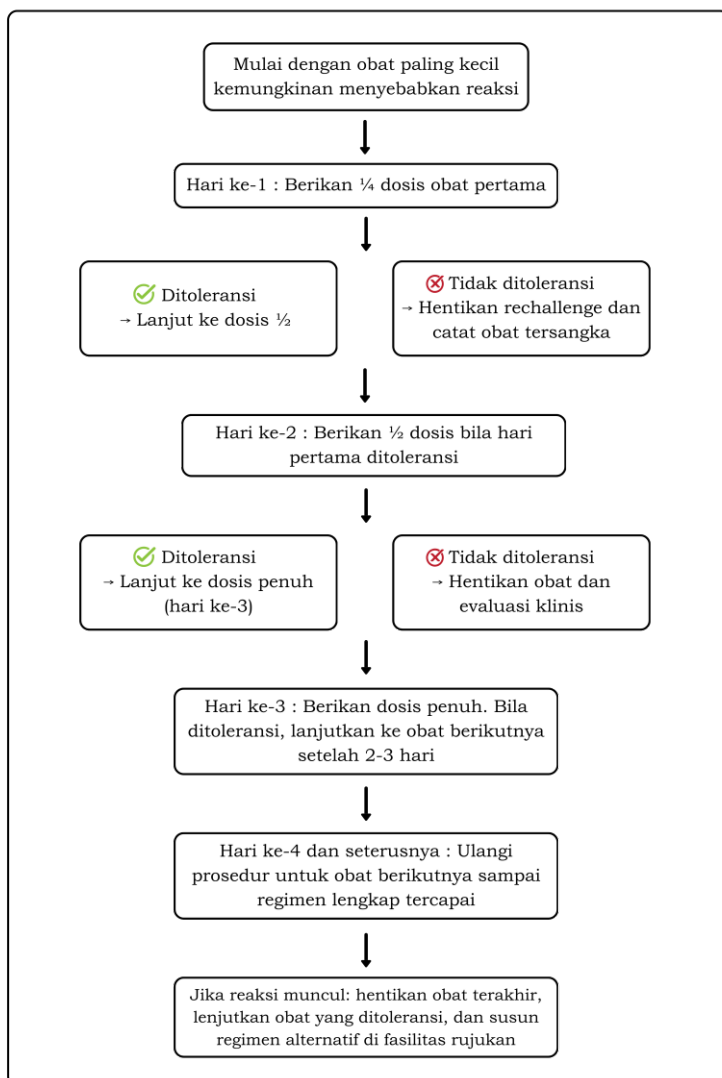 Mulai dengan obat paling kecil
kemungkinan menyebabkan reaksi
Hari ke-1 : Berikan ¼ dosis obat pertama
Ditoleransi
→ Lanjut ke dosis ½
Tidak ditoleransi
→ Hentikan rechallenge dan
catat obat tersangka
Hari ke-2 : Berikan ½ dosis bila hari
pertama ditoleransi
Ditoleransi
→ Lanjut ke dosis penuh
(hari ke-3)
Tidak ditoleransi
→ Hentikan obat dan
evaluasi klinis
Hari ke-3 : Berikan dosis penuh. Bila
ditoleransi, lanjutkan ke obat berikutnya
setelah 2-3 hari
Hari ke-4 dan seterusnya : Ulangi
prosedur untuk obat berikutnya sampai
regimen lengkap tercapai
Jika reaksi muncul: hentikan obat terakhir,
lenjutkan obat yang ditoleransi, dan susun
regimen alternatif di fasilitas rujukan